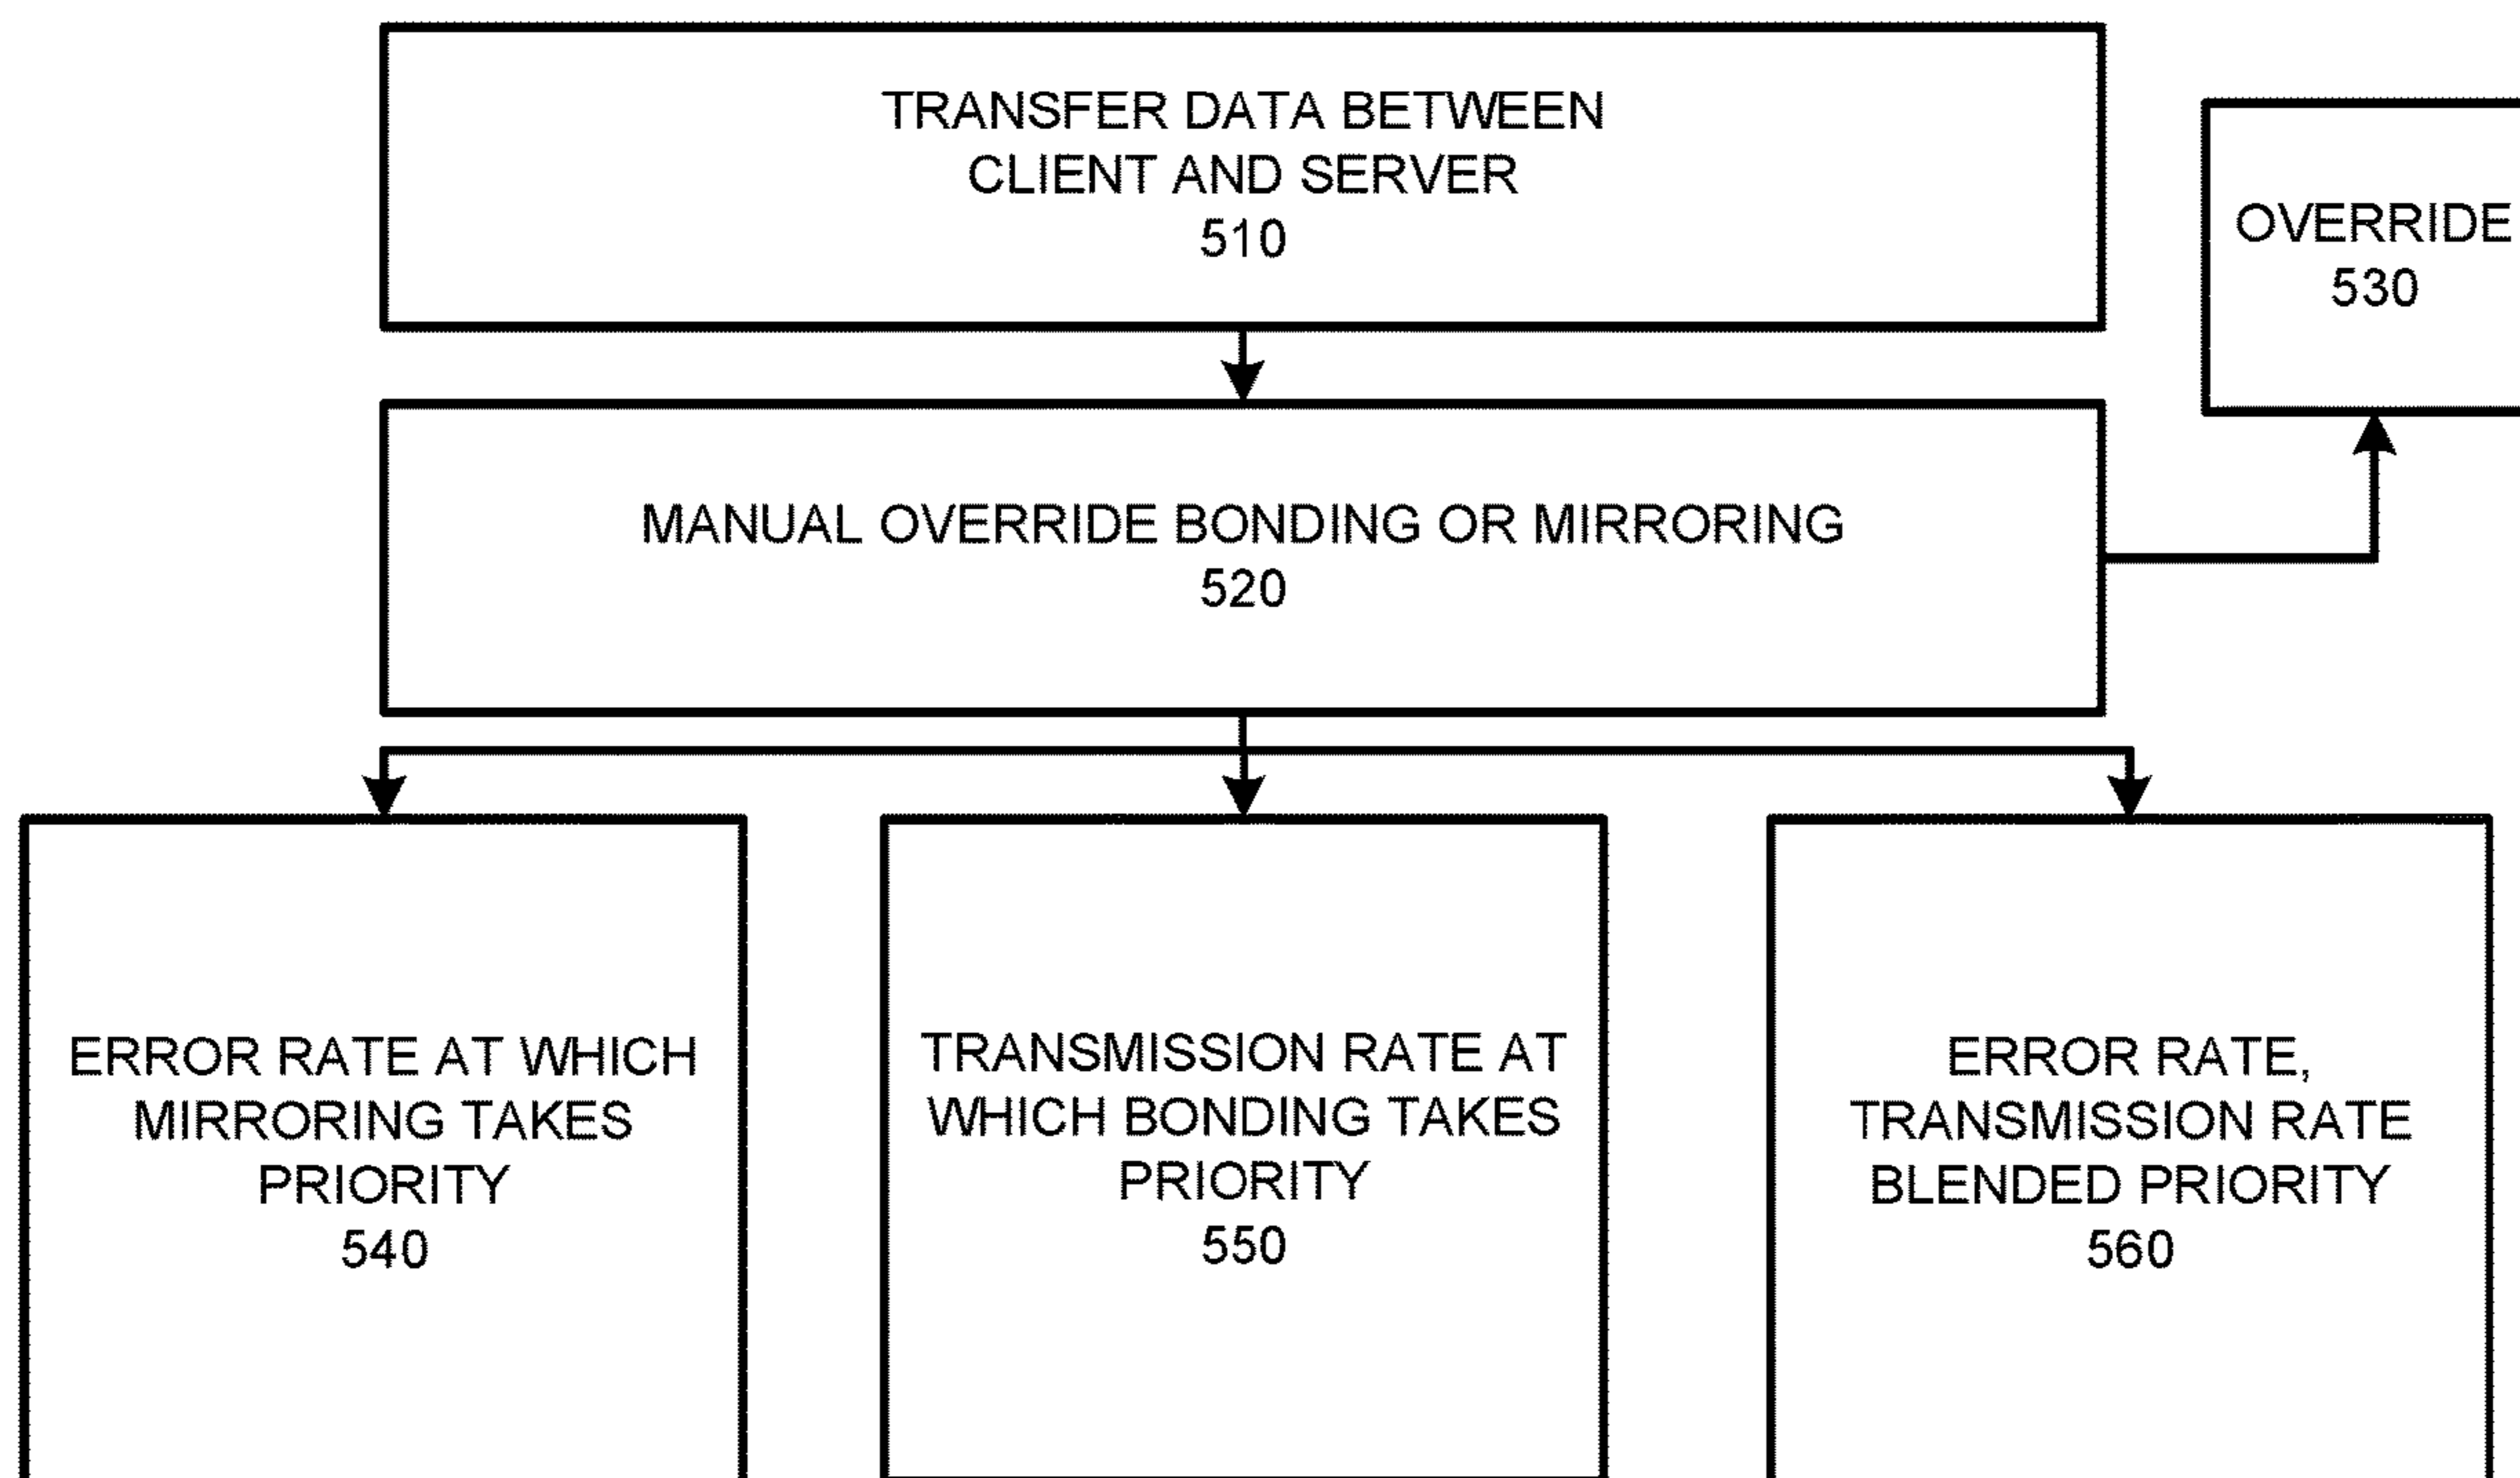 TRANSFER DATA BETWEEN
CLIENT AND SERVER
510
OVERRIDE
530
MANUAL OVERRIDE BONDING OR MIRRORING
520
ERROR RATE AT WHICH
MIRRORING TAKES
PRIORITY
540
TRANSMISSION RATE AT
WHICH BONDING TAKES
PRIORITY
550
ERROR RATE,
TRANSMISSION RATE
BLENDED PRIORITY
560